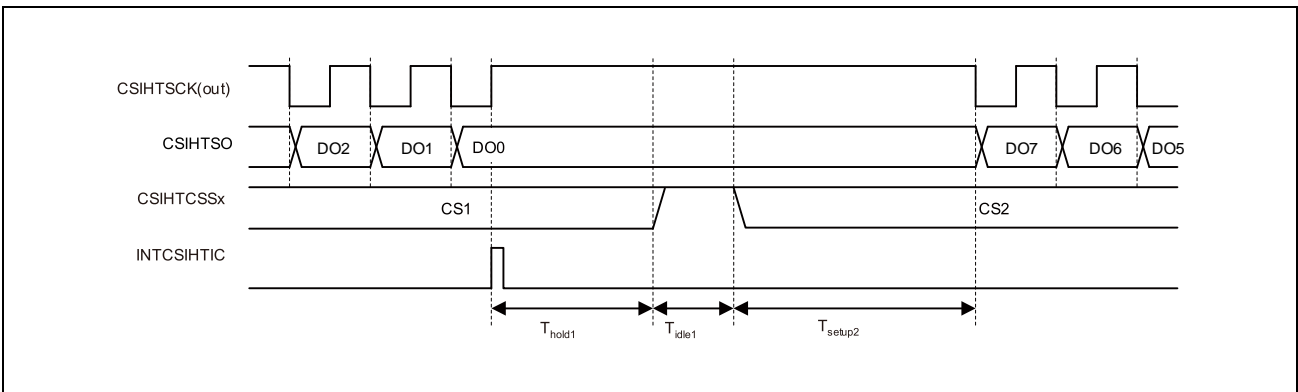 CSIHTSCK(out)
CSIHTSO
DO2
DO1
DO0
DO7
DO6
DO5
CSIHTCSSx
CS1
CS2
INTCSIHTIC
Thold1
Tidle1
Tsetup2